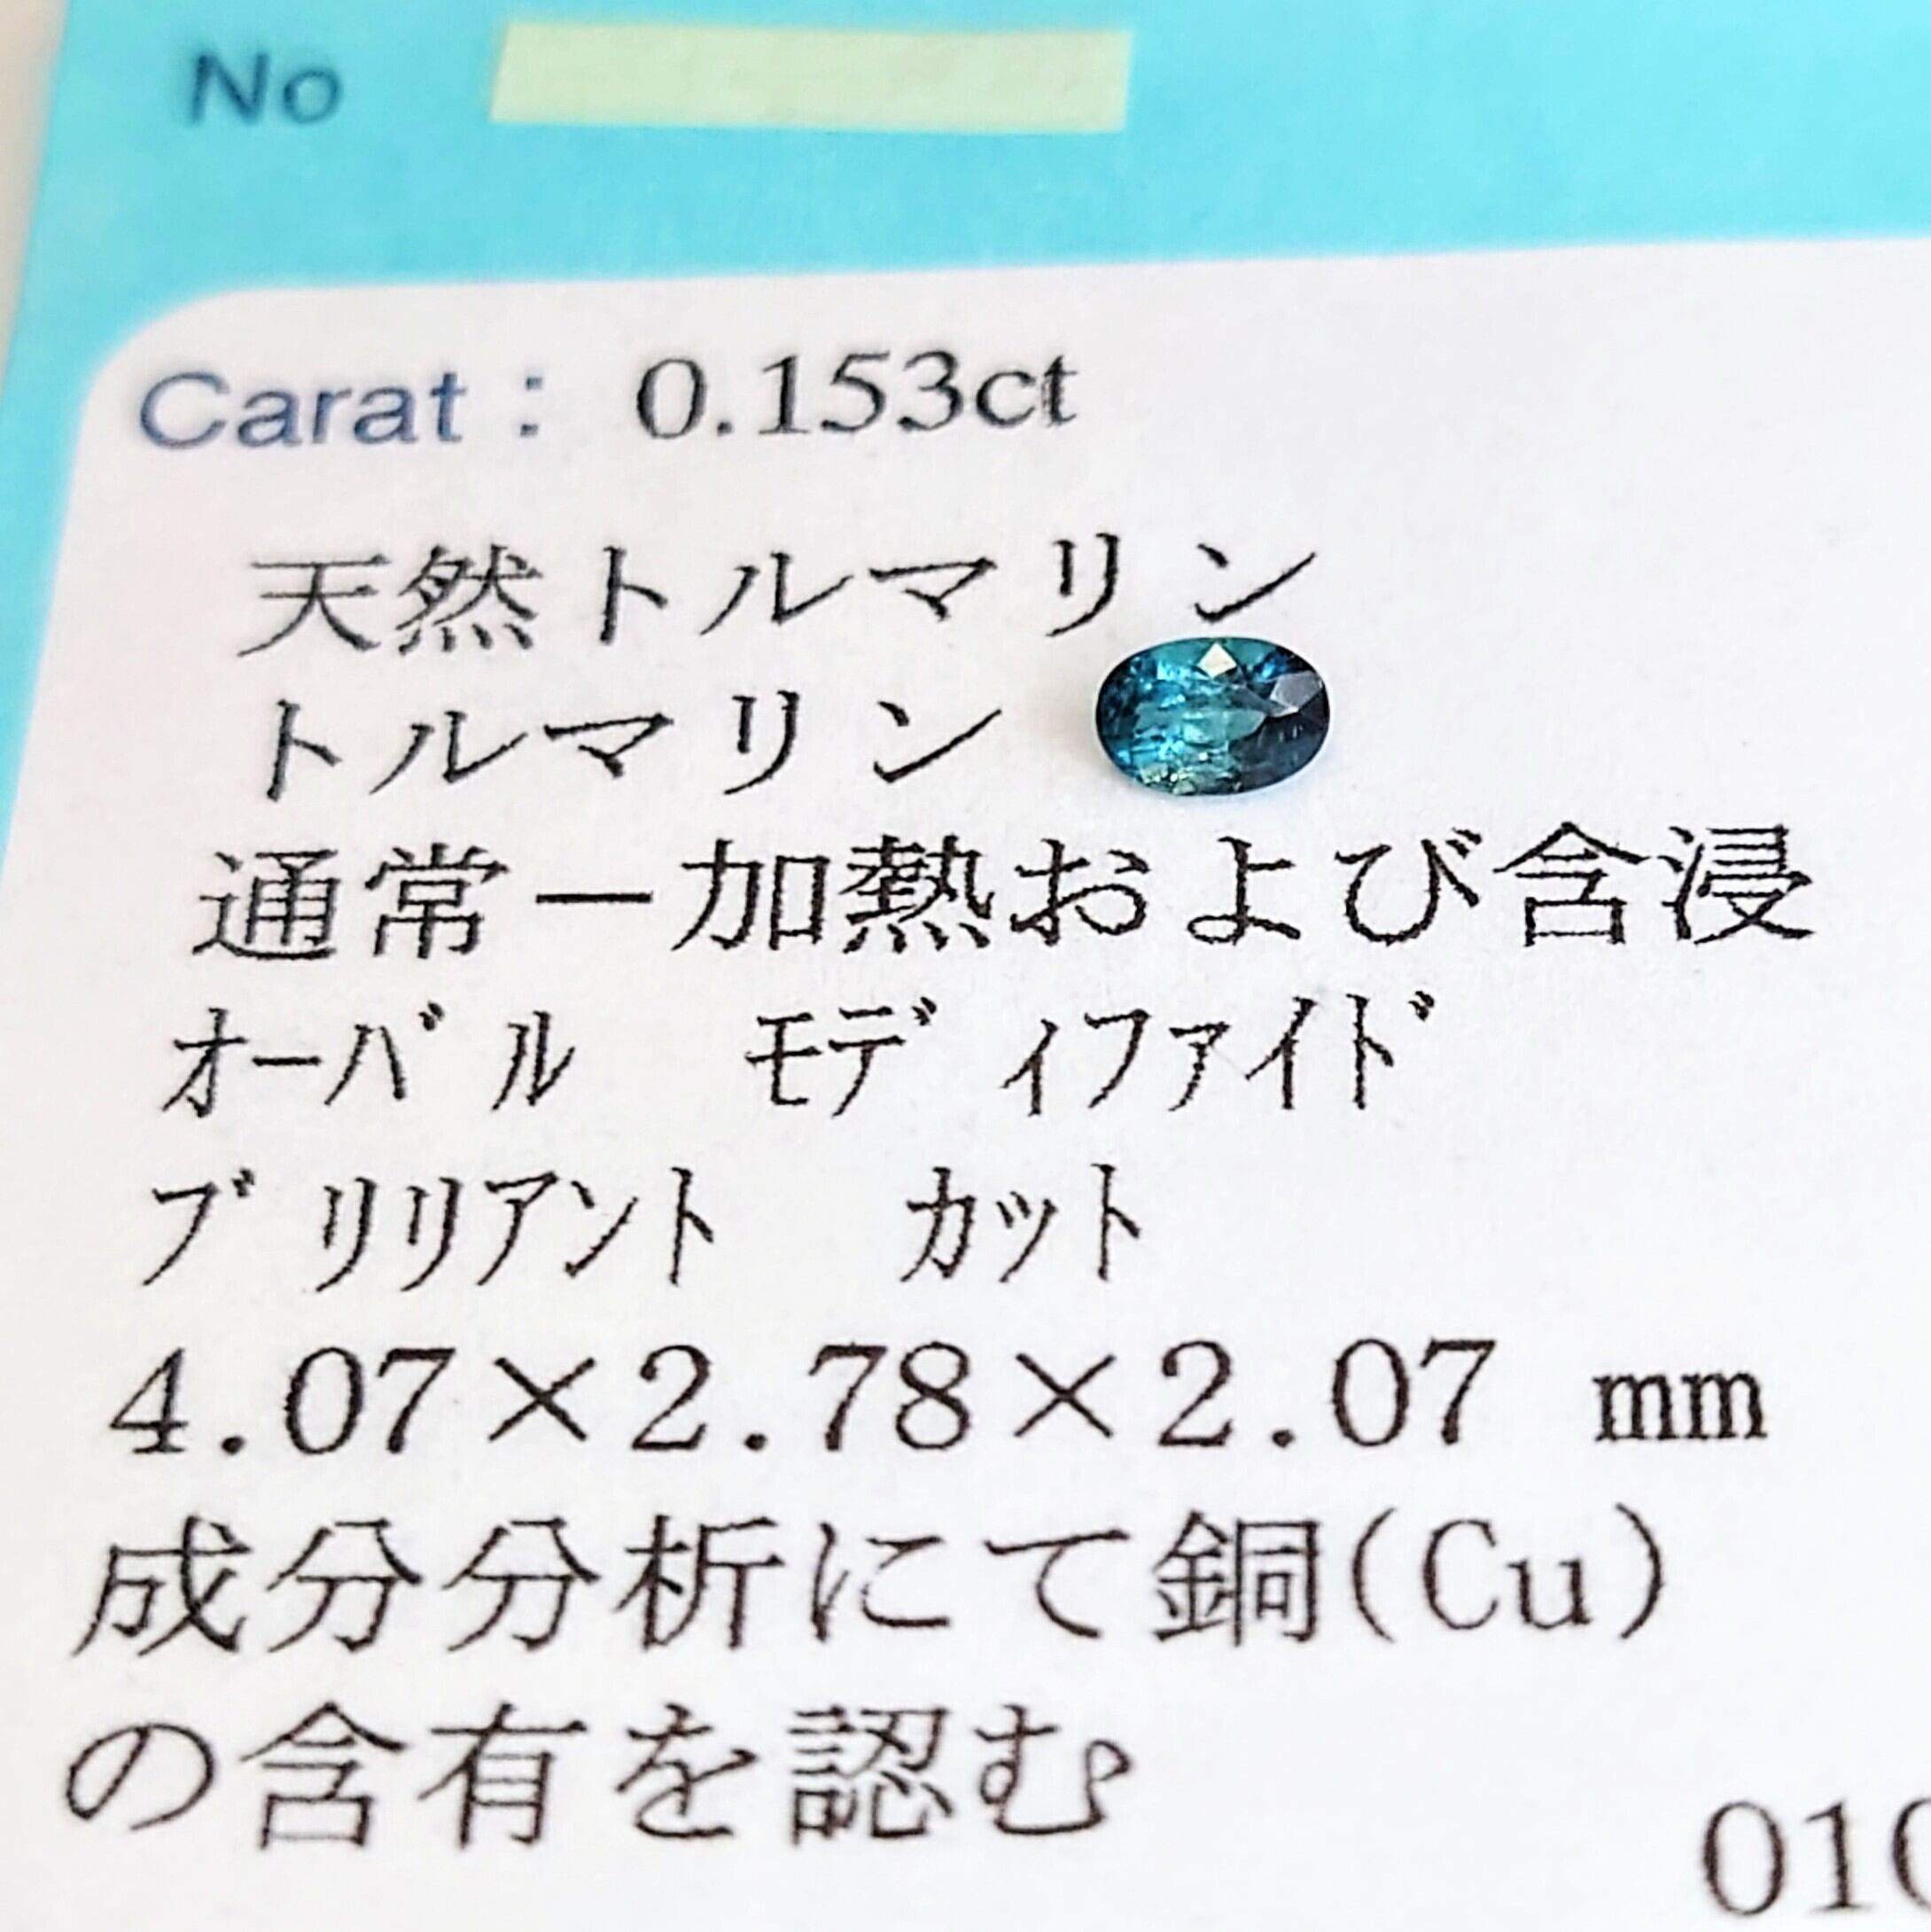 No
Carat : 0.153ct
天然トルマリン
トルマリン
通常－加熱および含浸
ｵｰﾊﾞﾙ ﾓﾃﾞｨﾌｧｲﾄﾞ
ﾌﾞﾘﾘｱﾝﾄ ｶｯﾄ
4.07×2.78×2.07 mm
成分分析にて銅(Cu)
の含有を認む
010